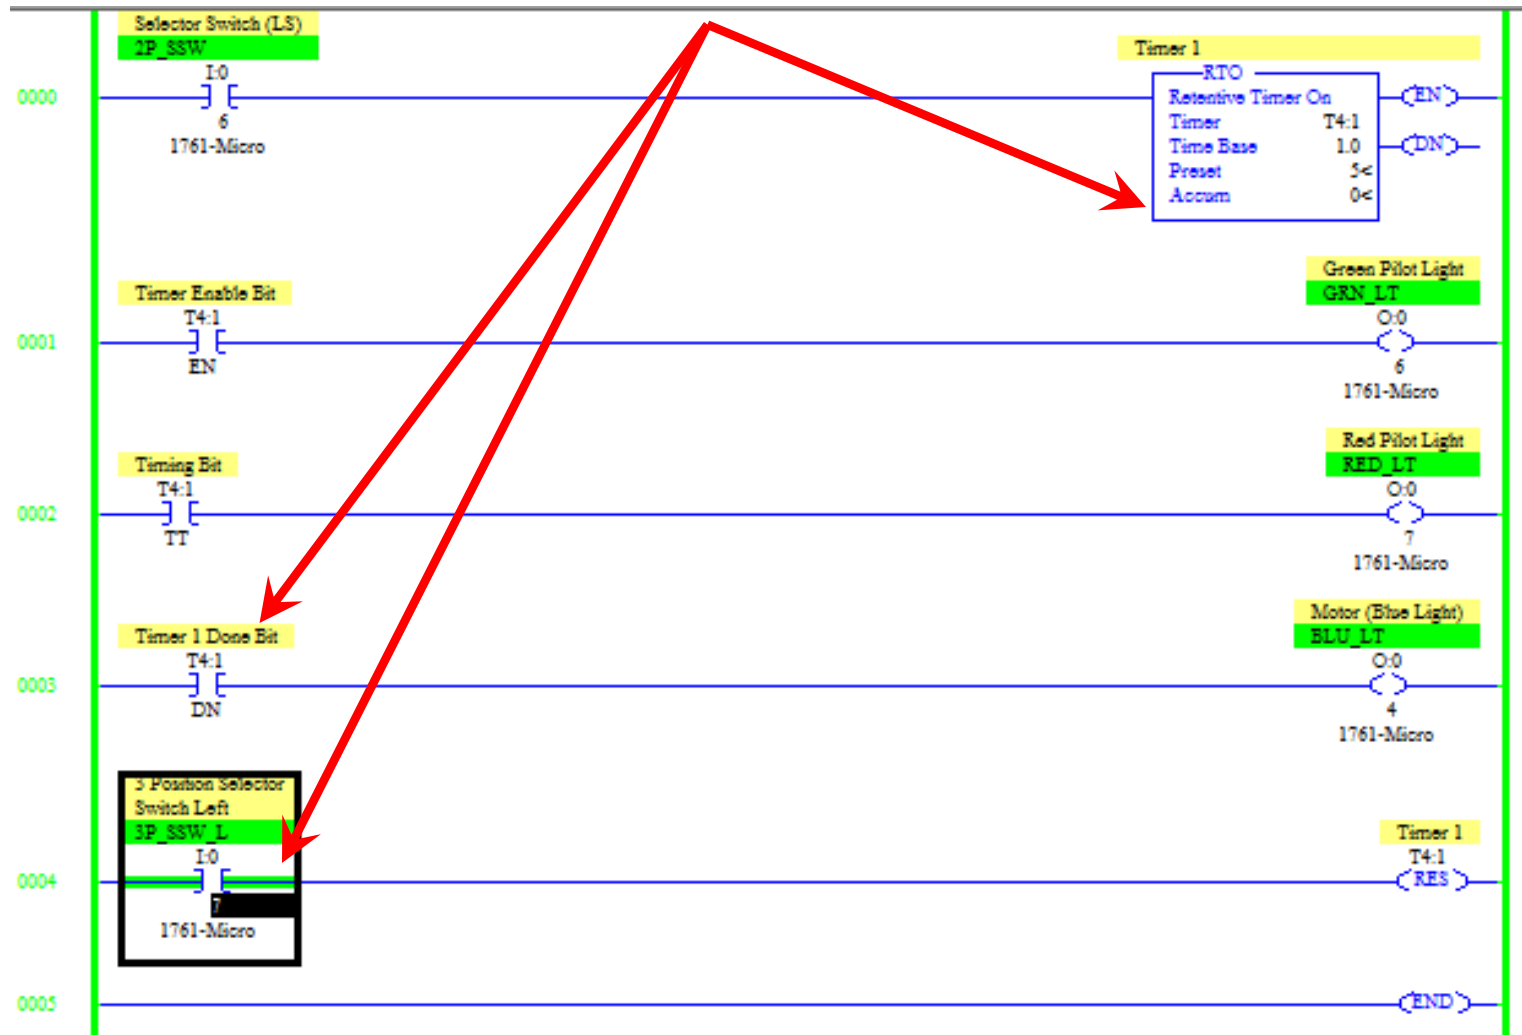 Selector Switch (LS)
2P_SSW
I:0
0000
6
1761-Micro
Timer 1
RTO
Retentive Timer On
Timer T4:1
Time Base 1.0
Preset 5<
Accum 0<
EN
DN
Timer Enable Bit
T4:1
0001
EN
Green Pilot Light
GRN_LT
O:0
6
1761-Micro
Timing Bit
T4:1
0002
TT
Red Pilot Light
RED_LT
O:0
7
1761-Micro
Timer 1 Done Bit
T4:1
0003
DN
Motor (Blue Light)
BLU_LT
O:0
4
1761-Micro
3 Position Selector
Switch Left
3P_SSW_L
I:0
0004
7
1761-Micro
Timer 1
T4:1
RES
0005
END